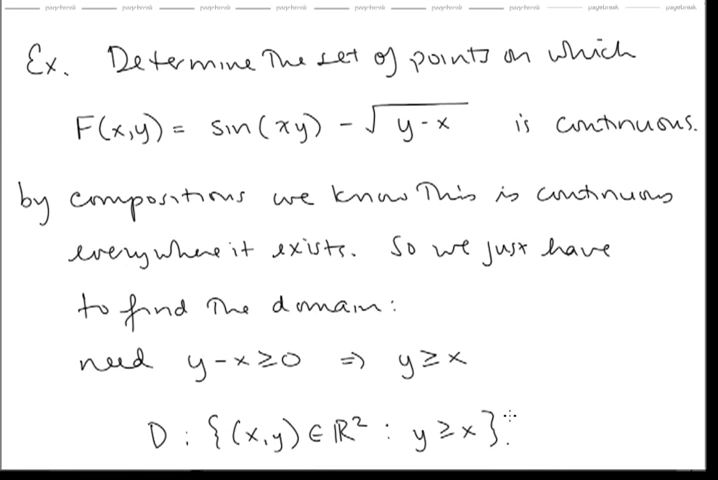 Ex. Determine the set of points on which
F(x,y) = sin(xy) - √(y-x) is continuous.
by compositions we know this is continuous
everywhere it exists. So we just have
to find the domain:
need y-x≥0 ⇒ y≥x
D: {(x,y) ∈ ℝ² : y ≥ x}.